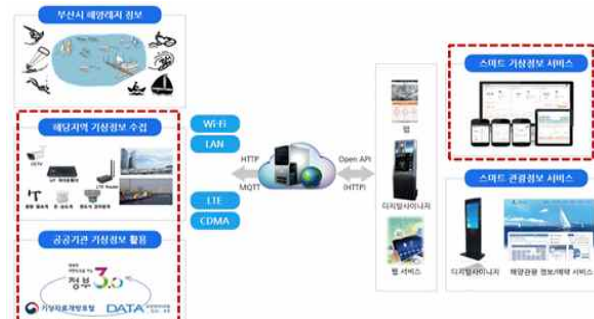 부산시 해양레저 정보
해당지역 기상정보 수집
CCTV
LTE Router
공공기관 기상정보 활용
정부 3.0
기상자료개방포털
DATA
Wi-Fi
LAN
LTE
CDMA
HTTP
MQTT
Open API
(HTTP)
앱
디지털사이니지
웹 서비스
스마트 기상정보 서비스
스마트 관광정보 서비스
디지털사이니지
해양관광 정보/예약 서비스